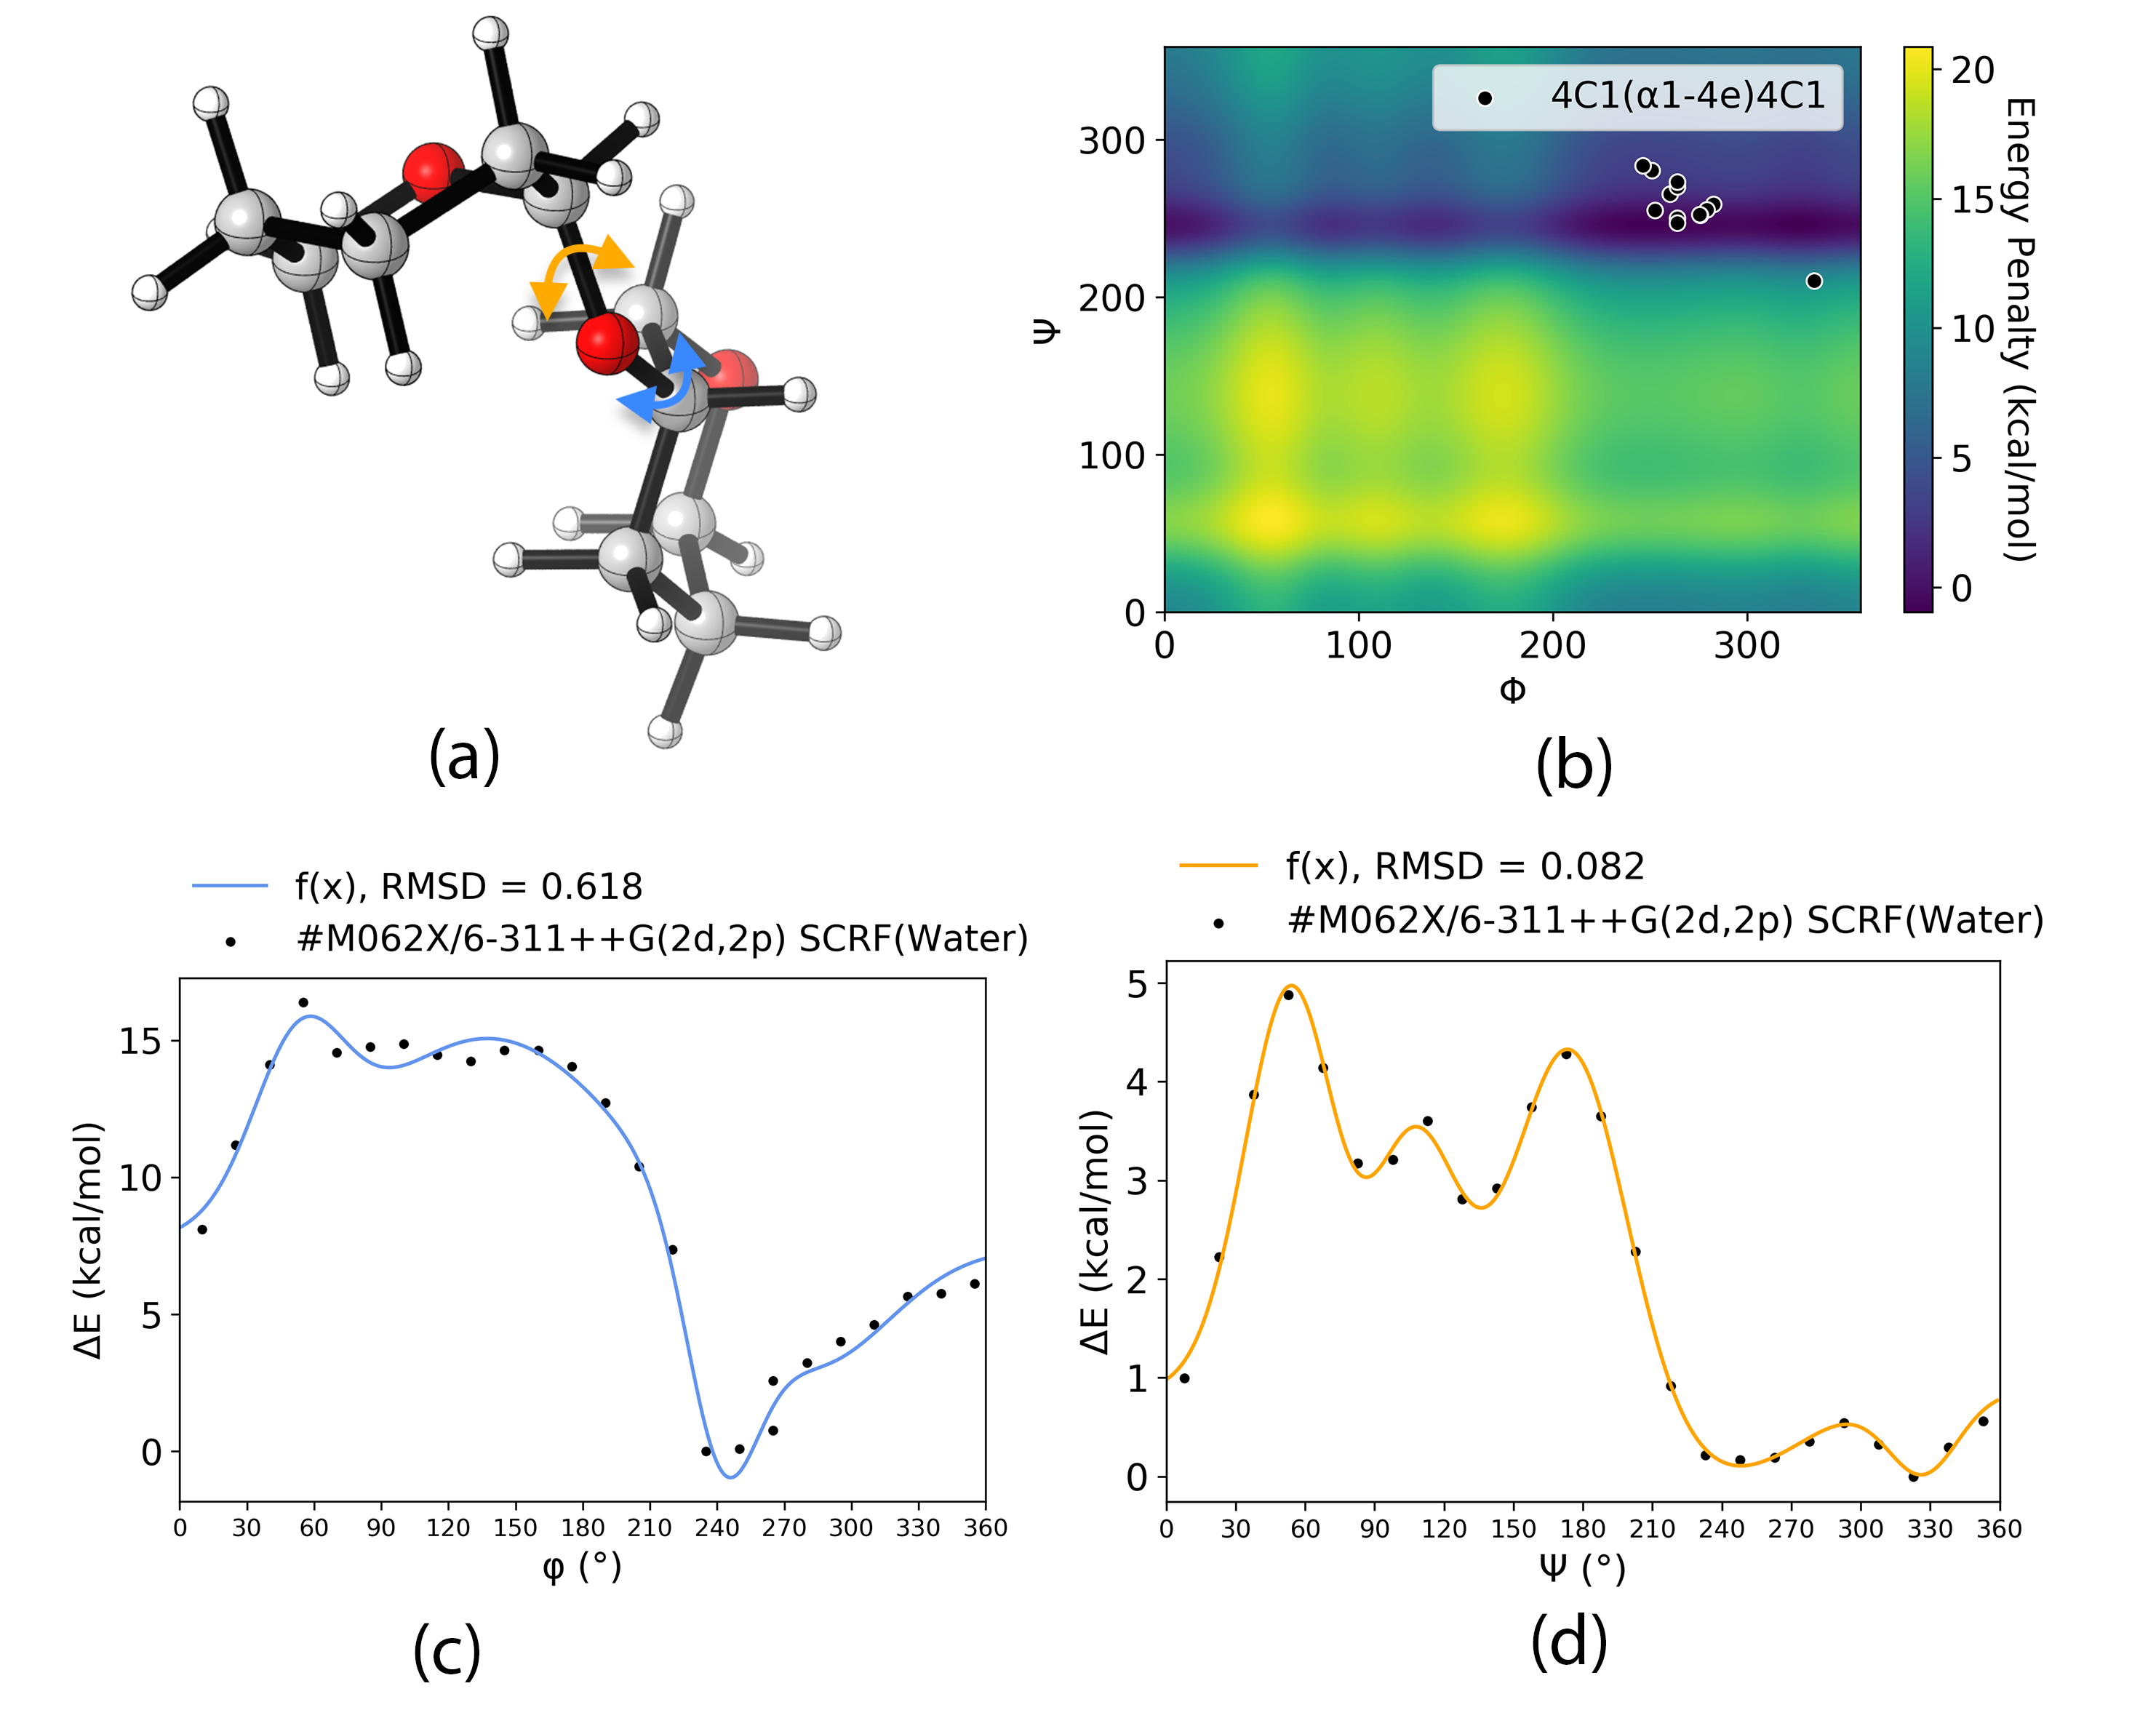 (a)
4C1(α1-4e)4C1
300
200
100
0
Ψ
0 100 200 300
Φ
20
15
10
5
0
Energy Penalty (kcal/mol)
(b)
f(x), RMSD = 0.618
#M062X/6-311++G(2d,2p) SCRF(Water)
15
10
5
0
ΔE (kcal/mol)
0 30 60 90 120 150 180 210 240 270 300 330 360
φ (°)
(c)
f(x), RMSD = 0.082
#M062X/6-311++G(2d,2p) SCRF(Water)
5
4
3
2
1
0
ΔE (kcal/mol)
0 30 60 90 120 150 180 210 240 270 300 330 360
Ψ (°)
(d)